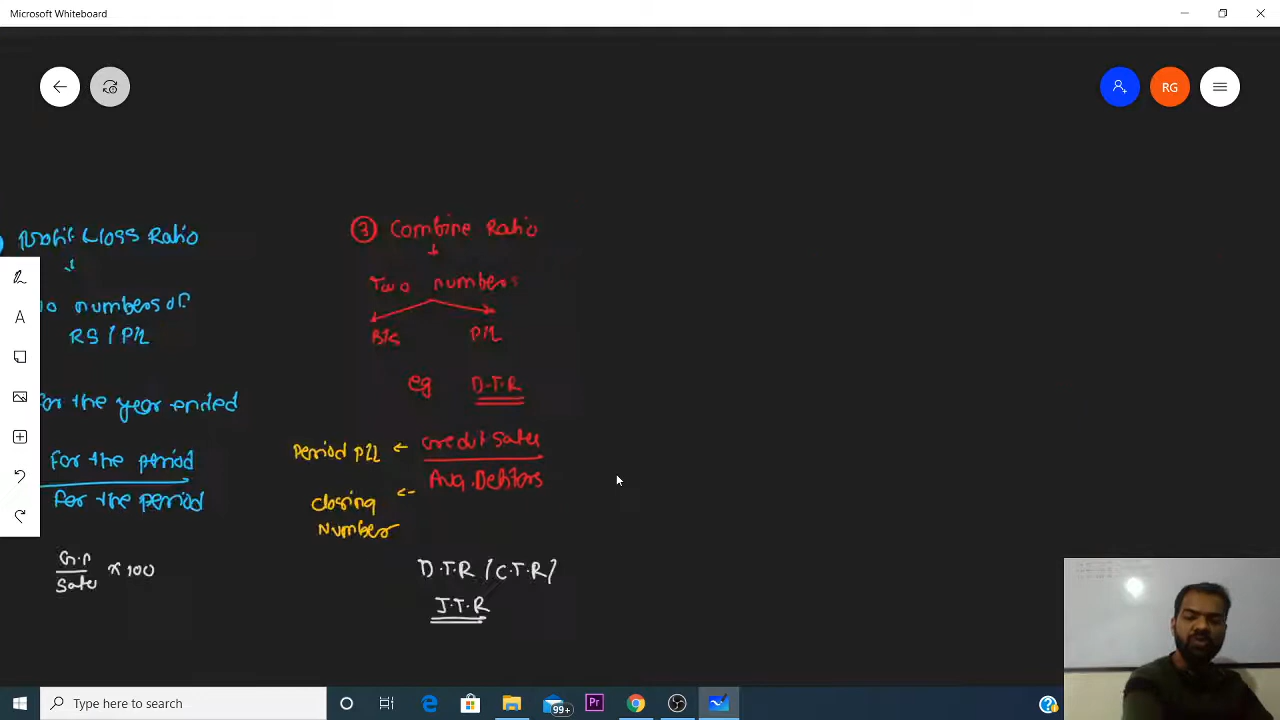 Microsoft Whiteboard
RG
Profit Loss Ratio
numbers of
RS / P/L
for the year ended
for the period
for the period
G.P
Sales × 100
③ Combine Ratio
Two numbers
B/S P/L
eg D.T.R
Period P/L ← Credit Sales
Avg. Debtors
Closing ←
Number
D.T.R / C.T.R /
I.T.R
A
Type here to search
99+
Pr